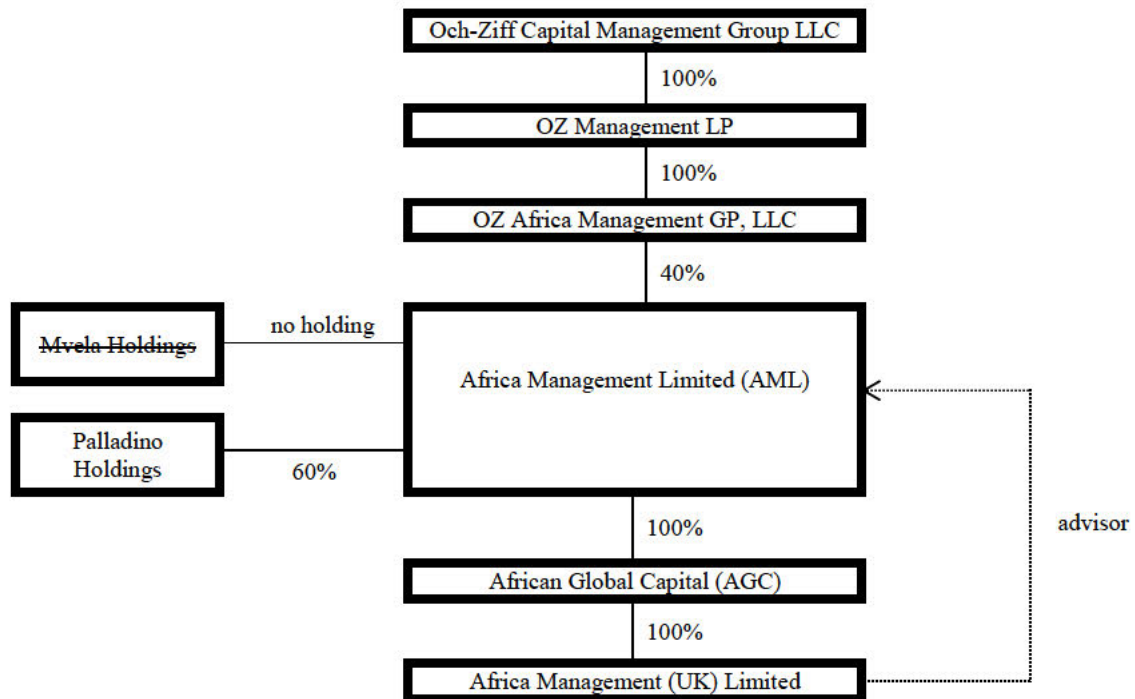 Och-Ziff Capital Management Group LLC
100%
OZ Management LP
100%
OZ Africa Management GP, LLC
40%
Mvela Holdings
no holding
Africa Management Limited (AML)
Palladino
Holdings
60%
100%
advisor
African Global Capital (AGC)
100%
Africa Management (UK) Limited